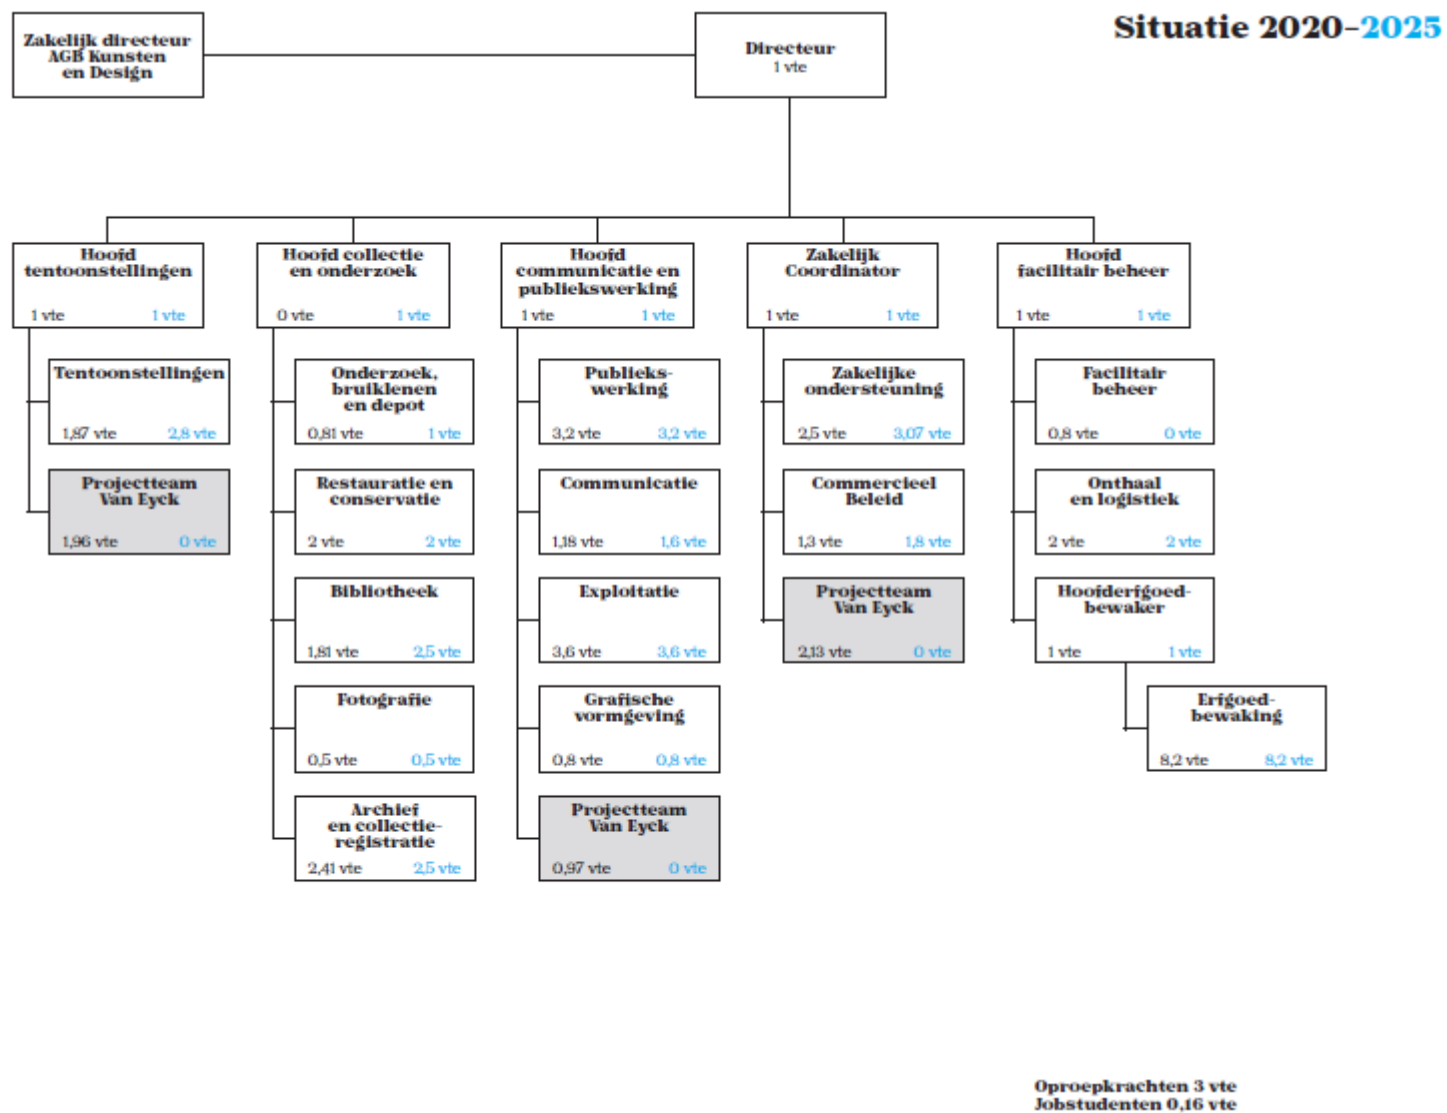 Situatie 2020–2025
Zakelijk directeur
AGB Kunsten
en Design
Directeur
1 vte
Hoofd
tentoonstellingen
1 vte 1 vte
Tentoonstellingen
1,87 vte 2,8 vte
Projectteam
Van Eyck
1,96 vte 0 vte
Hoofd collectie
en onderzoek
0 vte 1 vte
Onderzoek,
bruiklenen
en depot
0,81 vte 1 vte
Restauratie en
conservatie
2 vte 2 vte
Bibliotheek
1,81 vte 2,5 vte
Fotografie
0,5 vte 0,5 vte
Archief
en collectie-
registratie
2,41 vte 2,5 vte
Hoofd
communicatie en
publiekswerking
1 vte 1 vte
Publieks-
werking
3,2 vte 3,2 vte
Communicatie
1,18 vte 1,6 vte
Exploitatie
3,6 vte 3,6 vte
Grafische
vormgeving
0,8 vte 0,8 vte
Projectteam
Van Eyck
0,97 vte 0 vte
Zakelijk
Coordinator
1 vte 1 vte
Zakelijke
ondersteuning
2,5 vte 3,07 vte
Commercieel
Beleid
1,3 vte 1,8 vte
Projectteam
Van Eyck
2,13 vte 0 vte
Hoofd
facilitair beheer
1 vte 1 vte
Facilitair
beheer
0,8 vte 0 vte
Onthaal
en logistiek
2 vte 2 vte
Hoofderfgoed-
bewaker
1 vte 1 vte
Erfgoed-
bewaking
8,2 vte 8,2 vte
Oproepkrachten 3 vte
Jobstudenten 0,16 vte